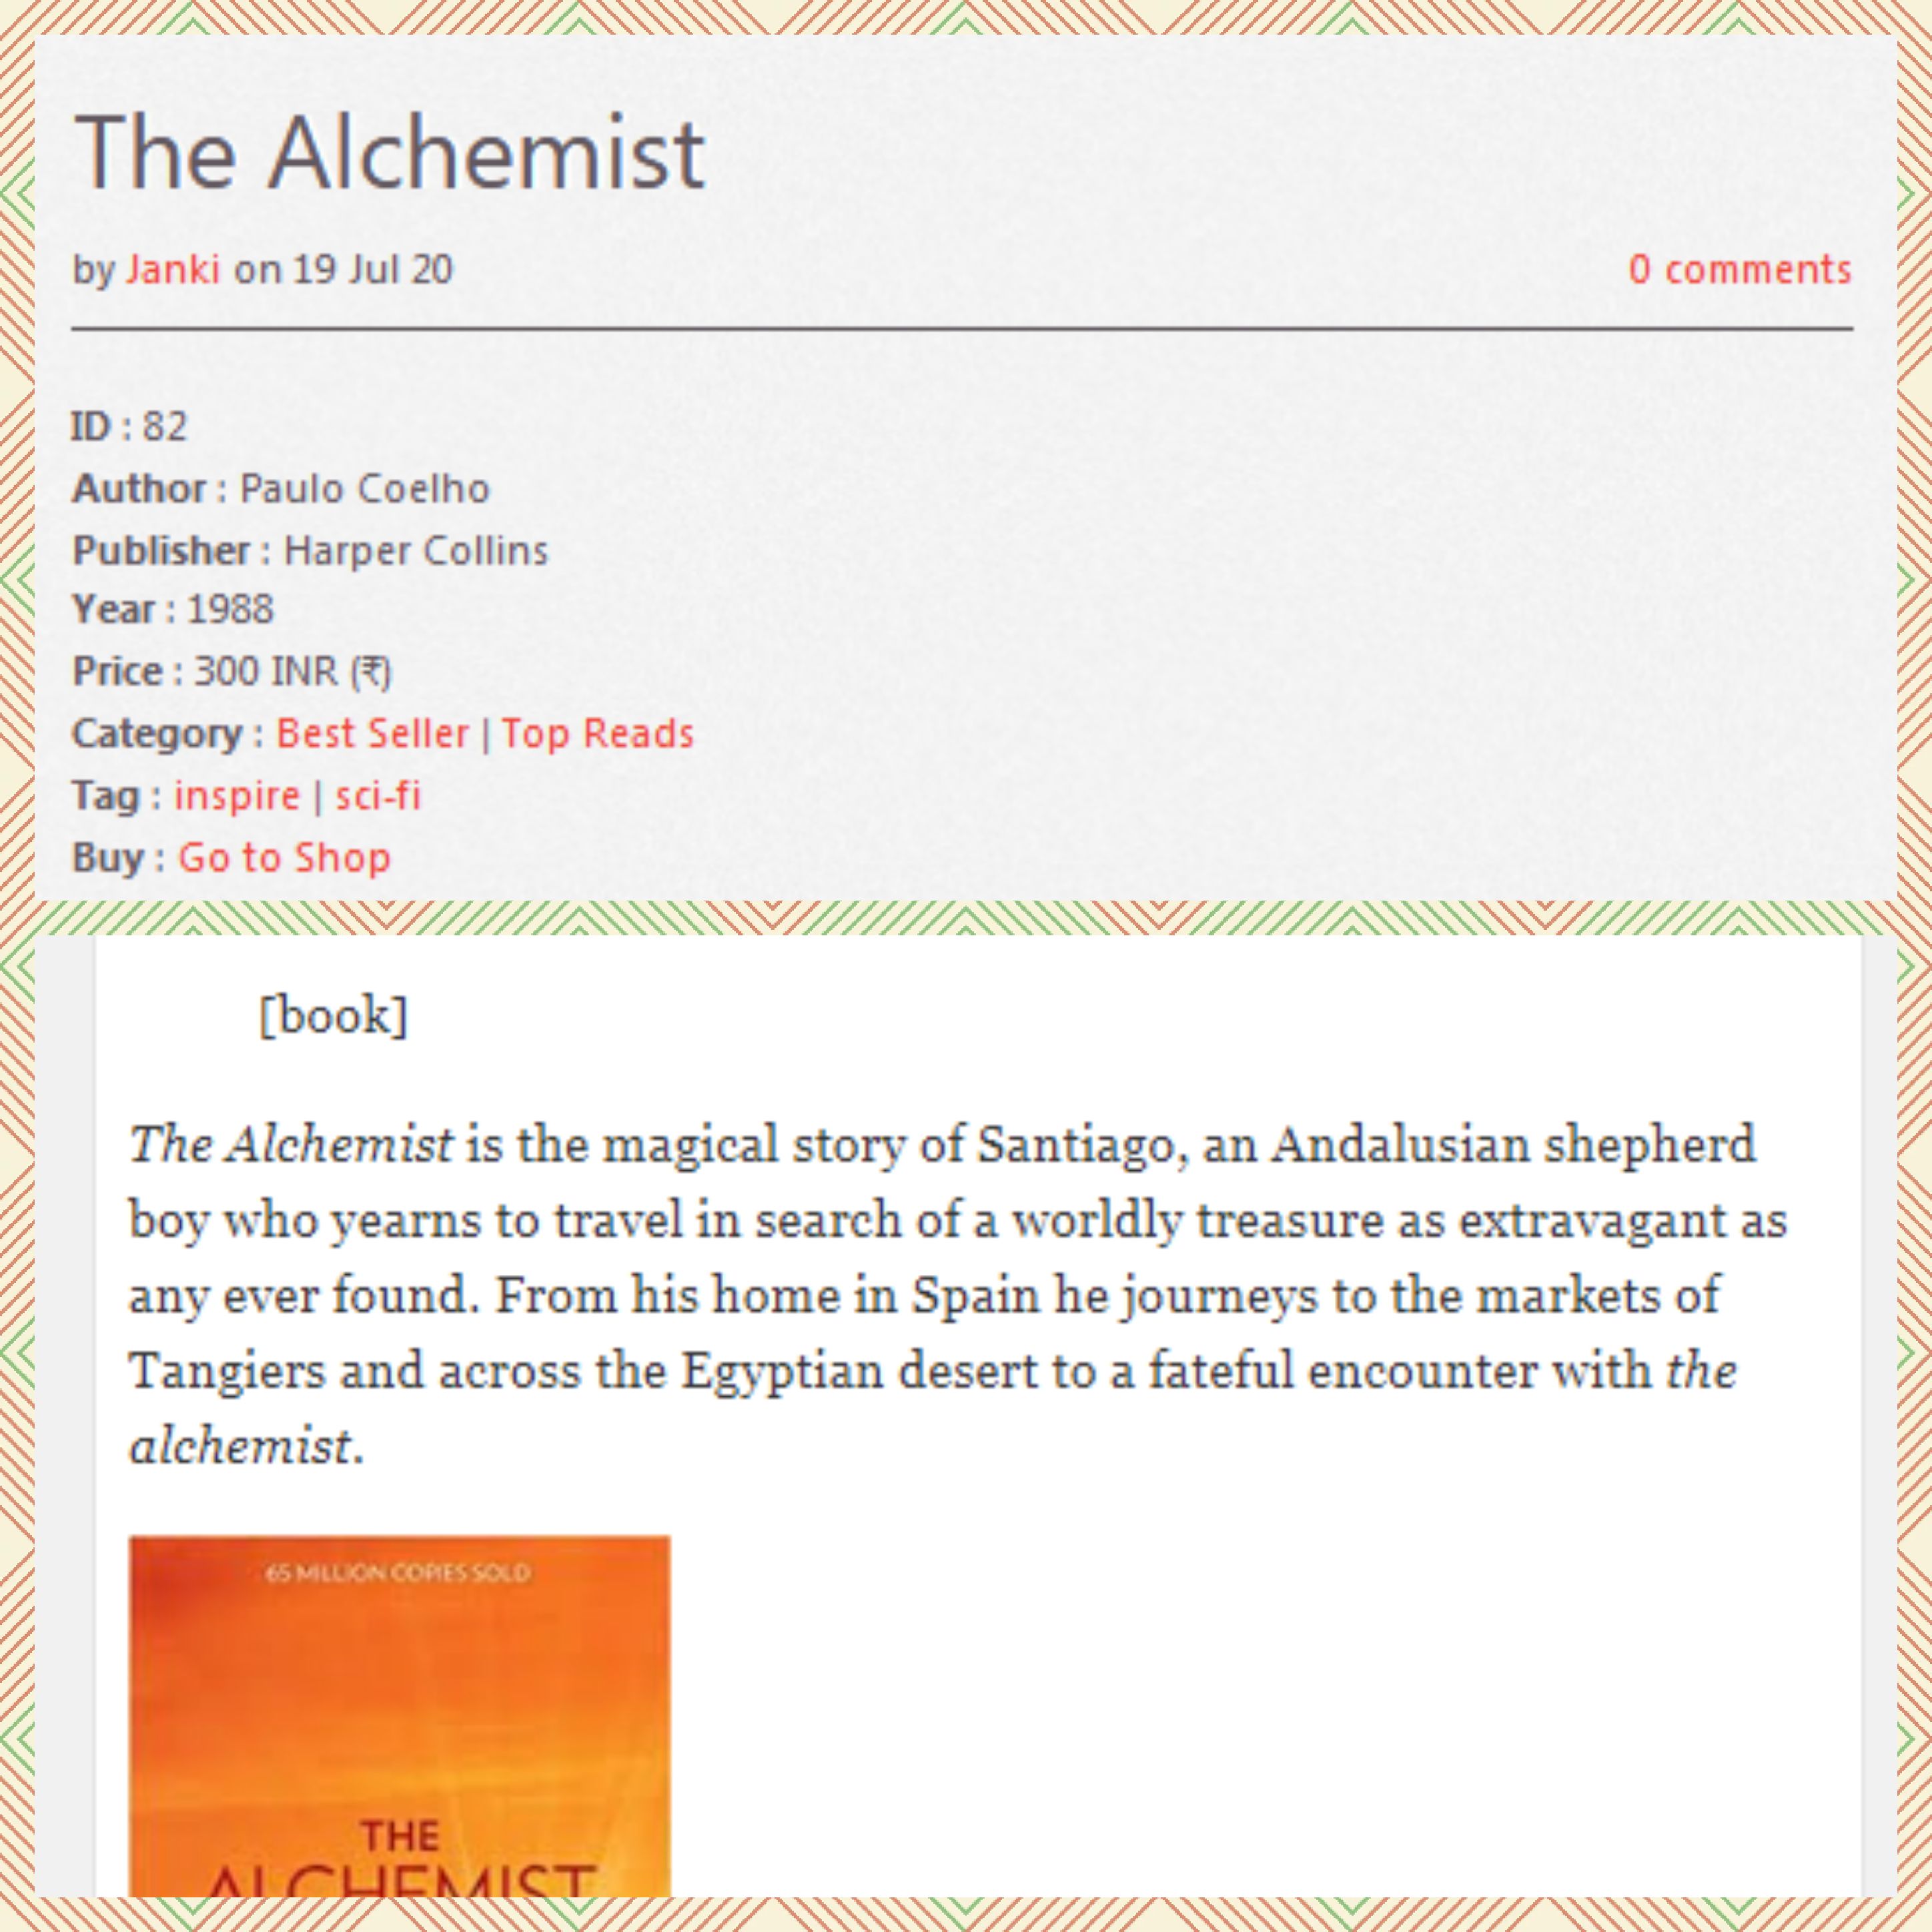 The Alchemist
by Janki on 19 Jul 20 0 comments
ID : 82
Author : Paulo Coelho
Publisher : Harper Collins
Year : 1988
Price : 300 INR (₹)
Category : Best Seller | Top Reads
Tag : inspire | sci-fi
Buy : Go to Shop
[book]
The Alchemist is the magical story of Santiago, an Andalusian shepherd
boy who yearns to travel in search of a worldly treasure as extravagant as
any ever found. From his home in Spain he journeys to the markets of
Tangiers and across the Egyptian desert to a fateful encounter with the
alchemist.
65 MILLION COPIES SOLD
THE
ALCHEMIST